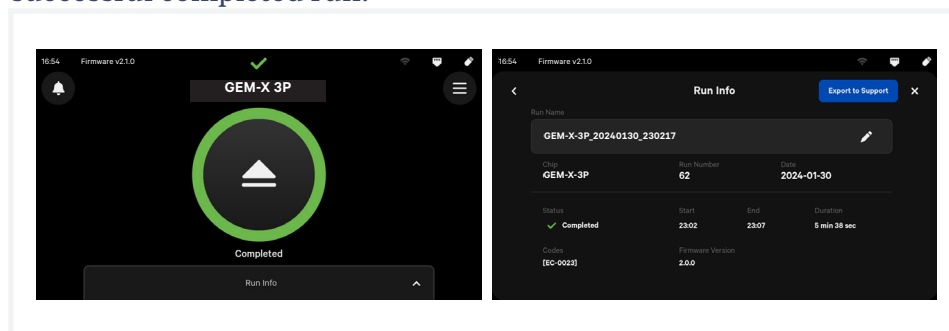 successful completed run.
16:54 Firmware v2.1.0
GEM-X 3P
Completed
Run Info
16:54 Firmware v2.1.0
Run Info
Export to Support
Run Name
GEM-X-3P_20240130_230217
Chip Run Number Date
GEM-X-3P 62 2024-01-30
Status Start End Duration
Completed 23:02 23:07 5 min 38 sec
Codes Firmware Version
[EC-0023] 2.0.0